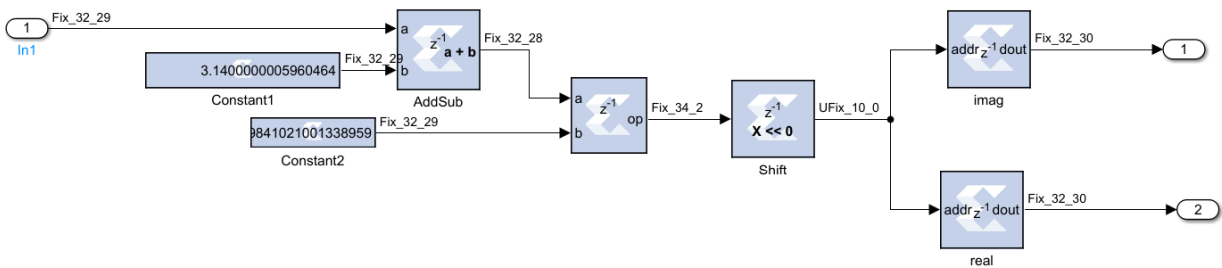 1
In1
Fix_32_29
3.1400000005960464
Constant1
Fix_32_29
a
b
z-1
a + b
AddSub
Fix_32_28
9841021001338959
Constant2
Fix_32_29
a
b
z-1
op
Fix_34_2
z-1
X << 0
Shift
UFix_10_0
addr z-1 dout
imag
Fix_32_30
1
addr z-1 dout
real
Fix_32_30
2